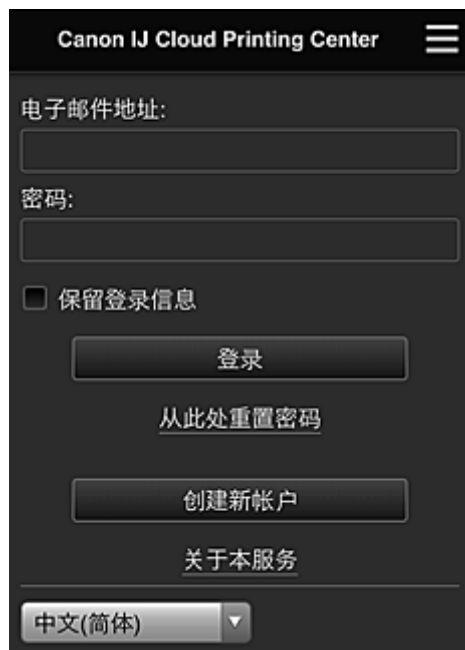 Canon IJ Cloud Printing Center
电子邮件地址:
密码:
保留登录信息
登录
从此处重置密码
创建新帐户
关于本服务
中文(简体)